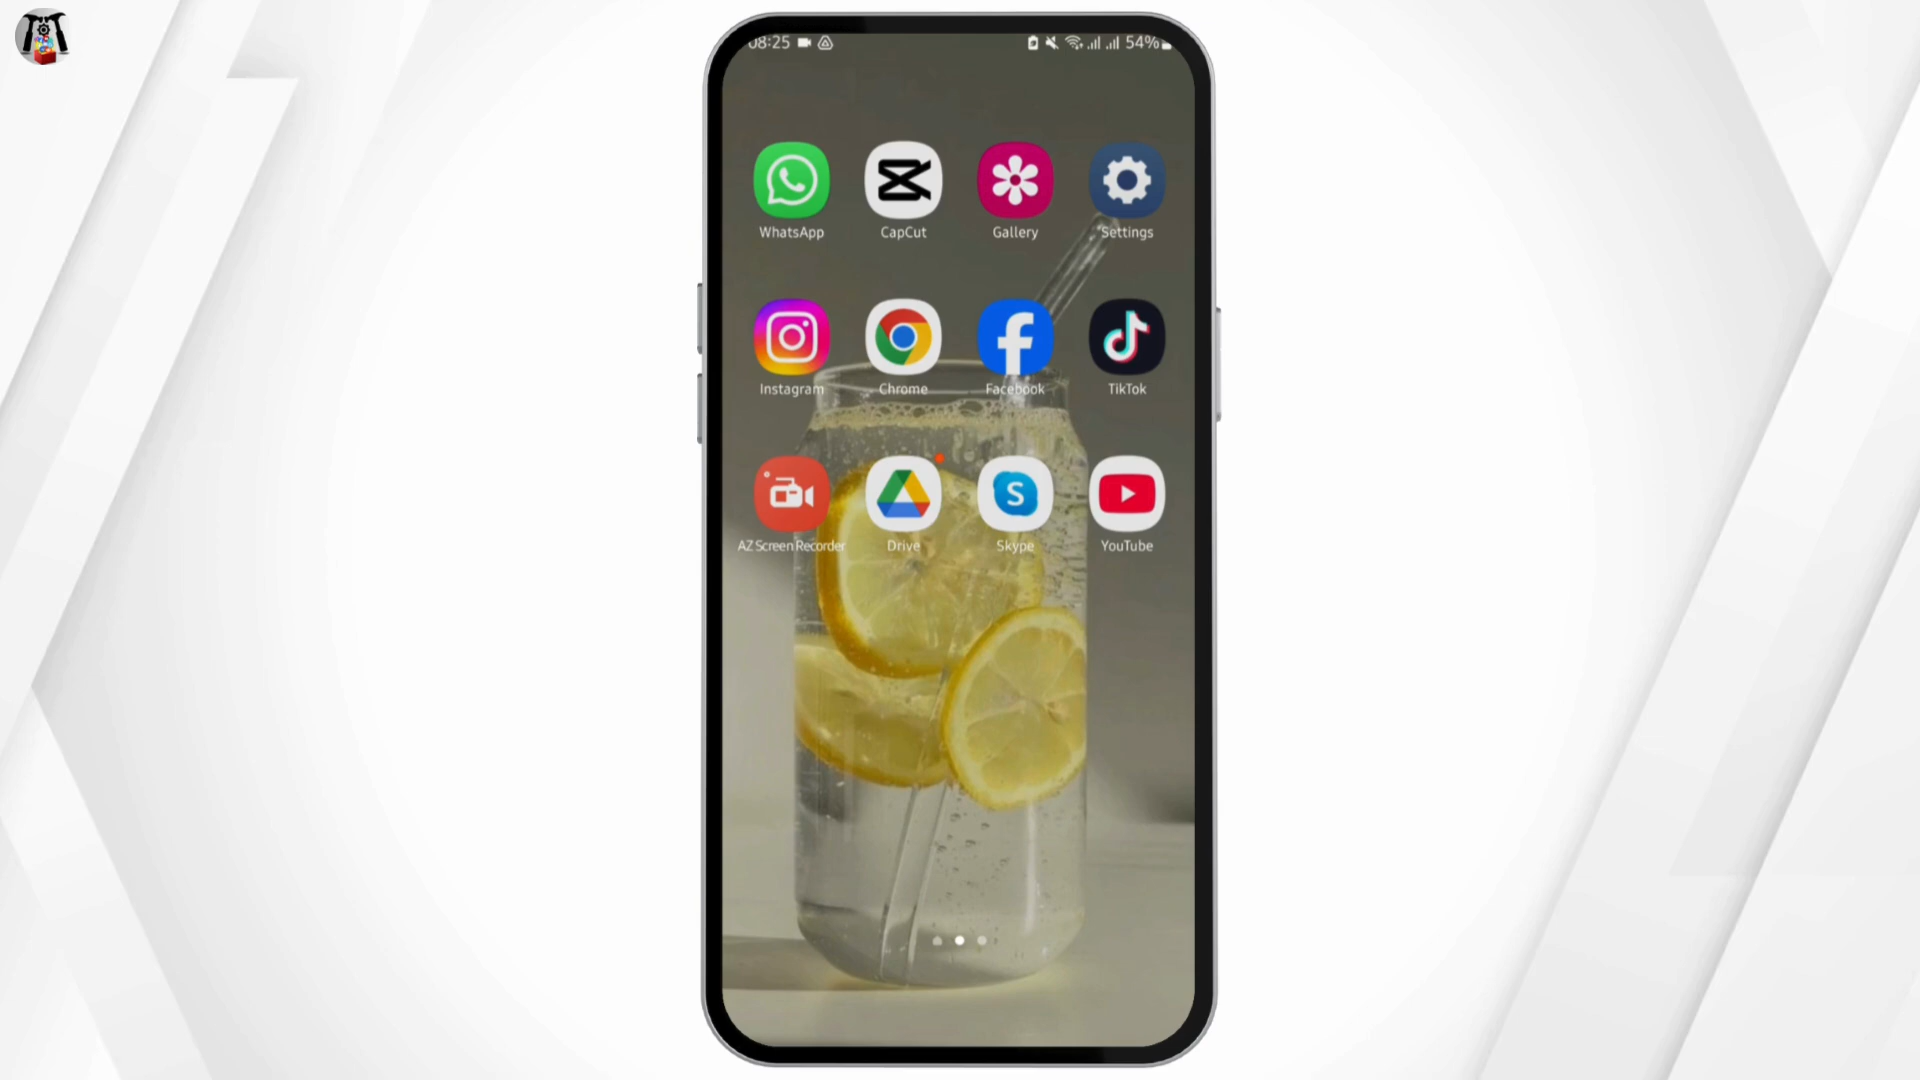 08:25 54%
WhatsApp CapCut Gallery Settings
Instagram Chrome Facebook TikTok
AZ Screen Recorder Drive Skype YouTube